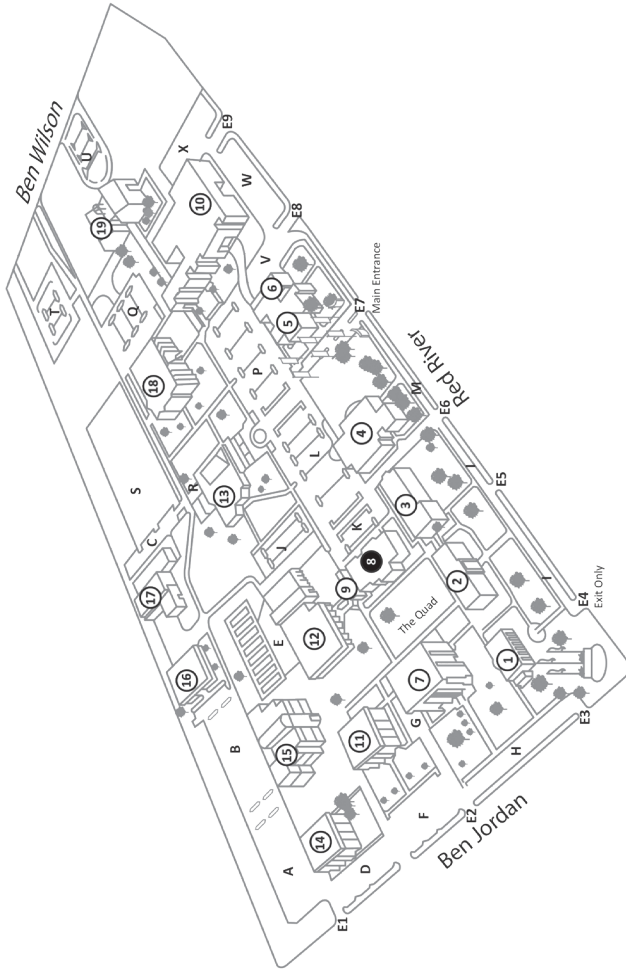 Ben Wilson
U
19
X
E9
T
Q
10
W
E8
V
6
Main Entrance
E7
5
18
P
Red River
M
E6
4
S
R
13
L
I
E5
3
C
J
K
17
8
9
2
I
E4
Exit Only
The Quad
12
E
16
1
7
15
B
11
G
E3
H
F
E2
Ben Jordan
14
A
D
E1